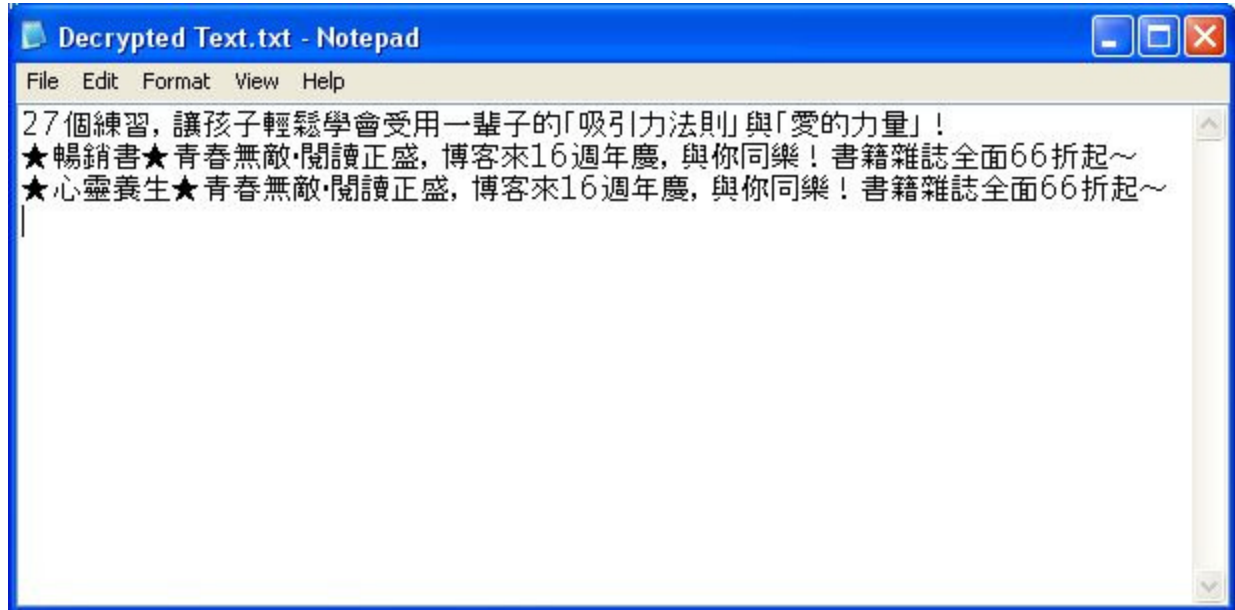 Decrypted Text.txt - Notepad
File Edit Format View Help
27個練習, 讓孩子輕鬆學會受用一輩子的「吸引力法則」與「愛的力量」!
★暢銷書★青春無敵‧閱讀正盛, 博客來16週年慶, 與你同樂!書籍雜誌全面66折起～
★心靈養生★青春無敵‧閱讀正盛, 博客來16週年慶, 與你同樂!書籍雜誌全面66折起～